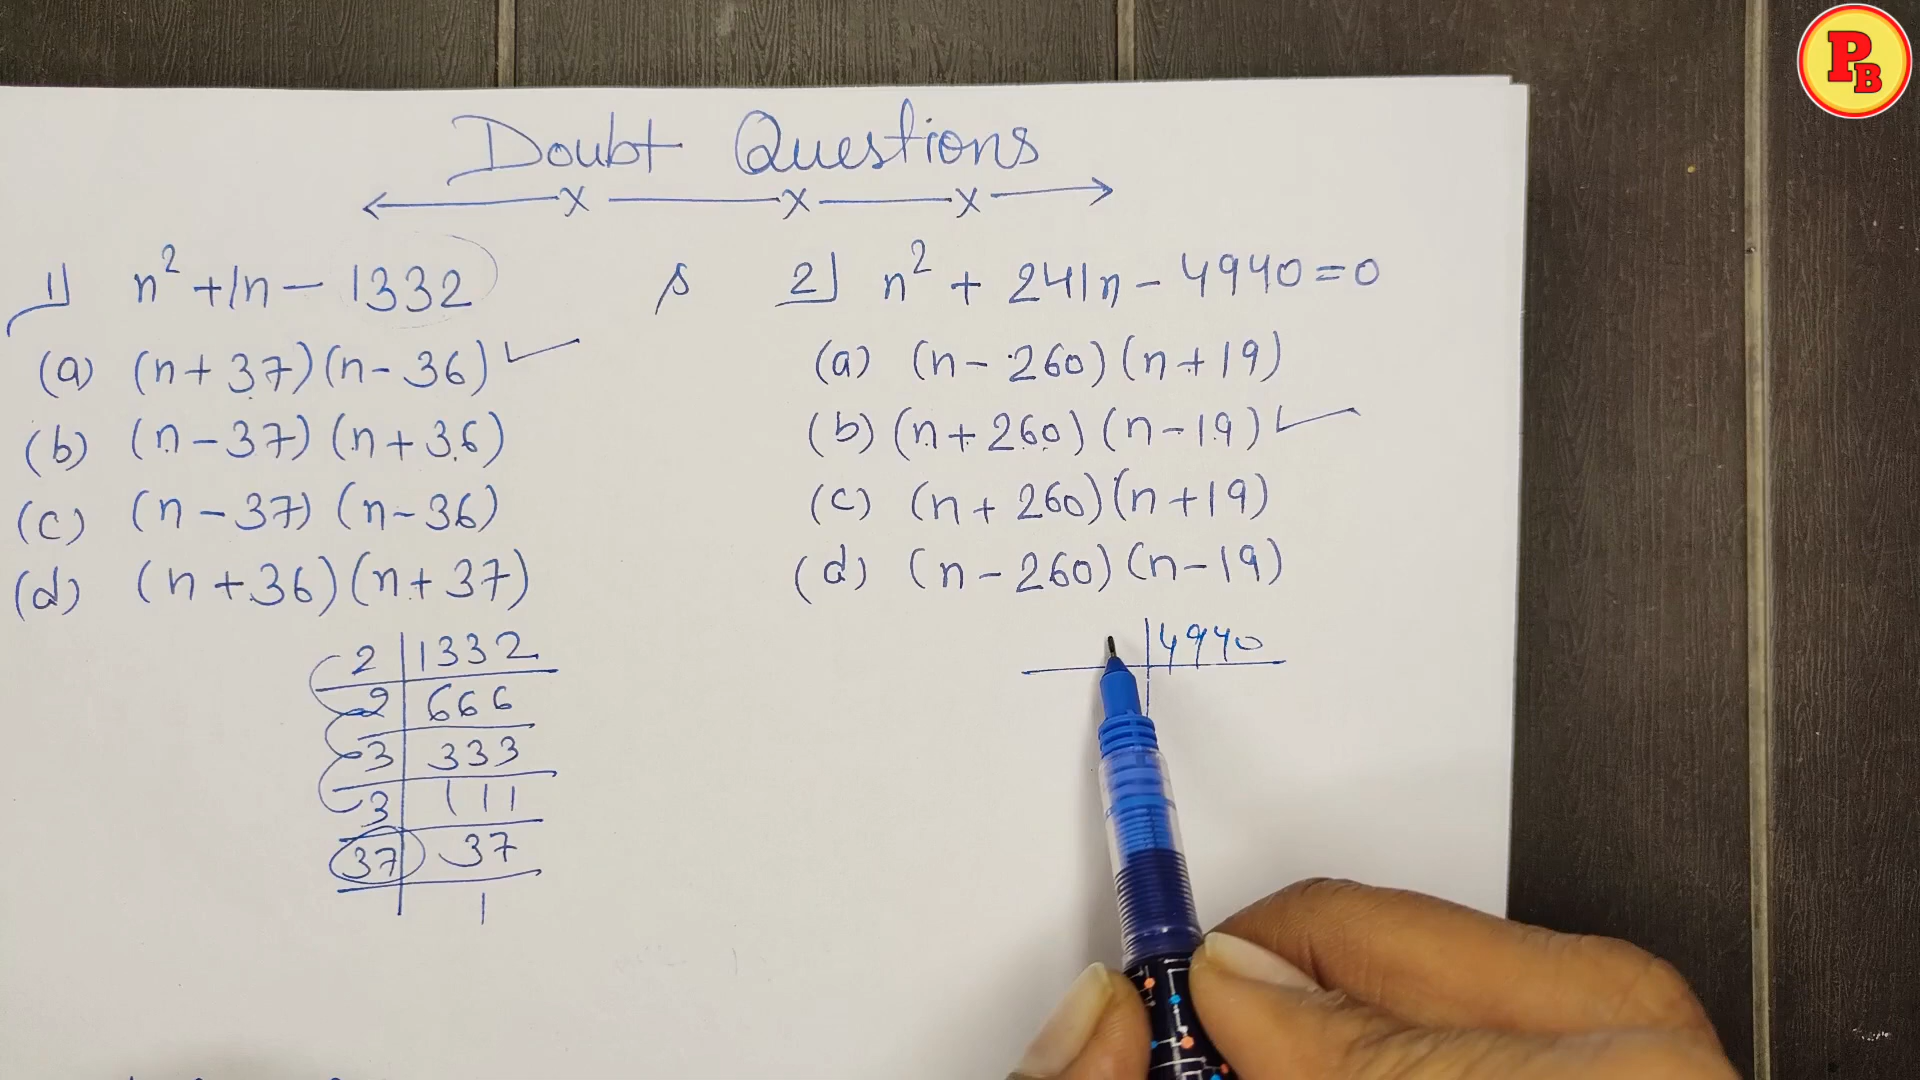 PB
Doubt Questions
x x x
1) n² + 1n - 1332
(a) (n + 37)(n - 36) ✓
(b) (n - 37)(n + 36)
(c) (n - 37)(n - 36)
(d) (n + 36)(n + 37)
2 | 1332
2 | 666
3 | 333
3 | 111
37 | 37
1
2) n² + 241n - 4940 = 0
(a) (n - 260)(n + 19)
(b) (n + 260)(n - 19) ✓
(c) (n + 260)(n + 19)
(d) (n - 260)(n - 19)
4940